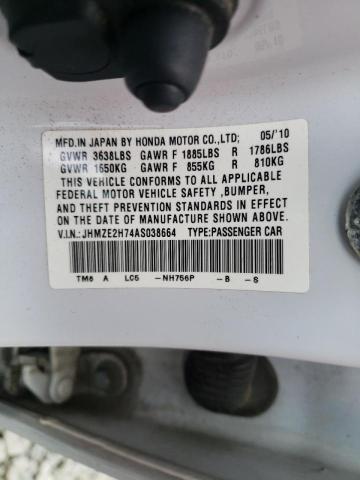 MFD.IN JAPAN BY HONDA MOTOR CO.,LTD; 05/'10
GVWR 3638LBS GAWR F 1885LBS R 1786LBS
GVWR 1650KG GAWR F 855KG R 810KG
THIS VEHICLE CONFORMS TO ALL APPLICABLE
FEDERAL MOTOR VEHICLE SAFETY ,BUMPER,
AND THEFT PREVENTION STANDARDS IN EFFECT
ON THE DATE OF MANUFACTURE SHOWN ABOVE.
V.I.N: JHMZE2H74AS038664 TYPE:PASSENGER CAR
TM8 A LC5 -NH756P -B -S